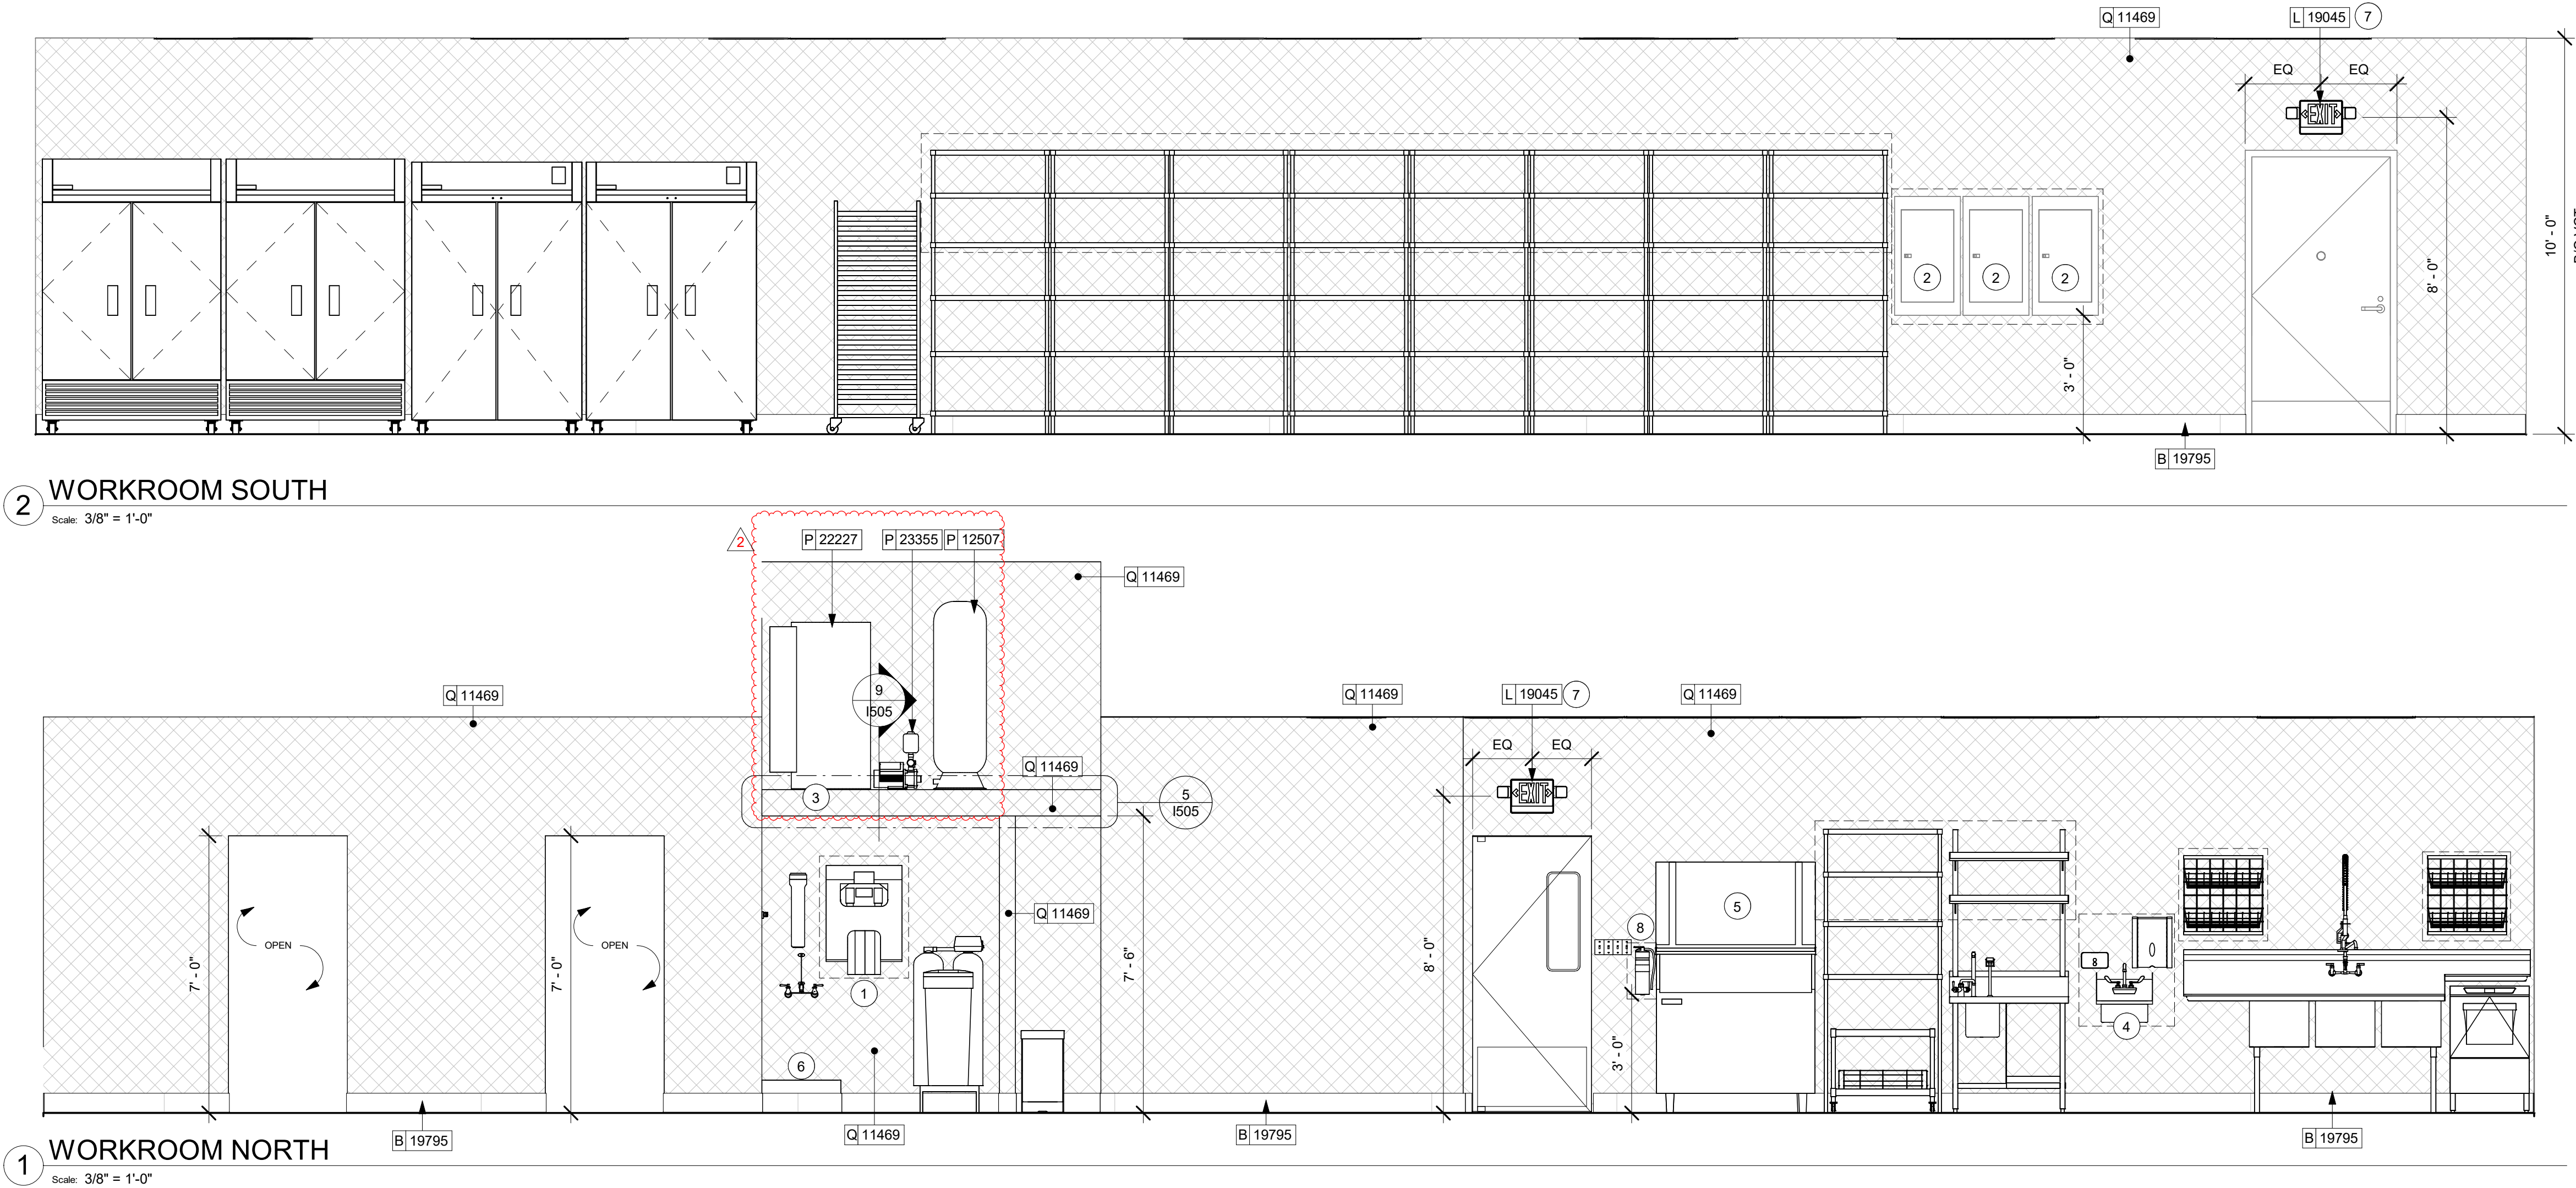 Q 11469
L 19045 7
EQ EQ
EXIT
2 2 2
3' - 0"
8' - 0"
10' - 0"
B 19795
2 WORKROOM SOUTH
Scale: 3/8" = 1'-0"
2
P 22227
P 23355
P 12507
Q 11469
9
I505
Q 11469
Q 11469
L 19045 7
Q 11469
EQ EQ
EXIT
Q 11469
3
5
I505
7' - 0"
OPEN
7' - 0"
OPEN
1
Q 11469
7' - 6"
8' - 0"
8
5
3' - 0"
8
4
6
B 19795
Q 11469
B 19795
B 19795
1 WORKROOM NORTH
Scale: 3/8" = 1'-0"